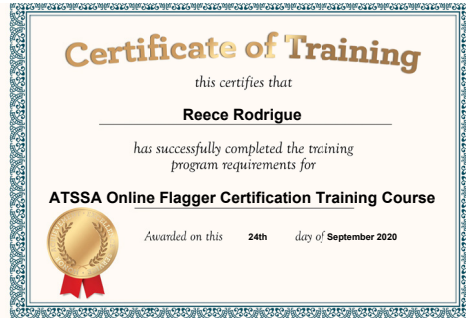 Certificate of Training
this certifies that
Reece Rodrigue
has successfully completed the training
program requirements for
ATSSA Online Flagger Certification Training Course
Awarded on this 24th day of September 2020